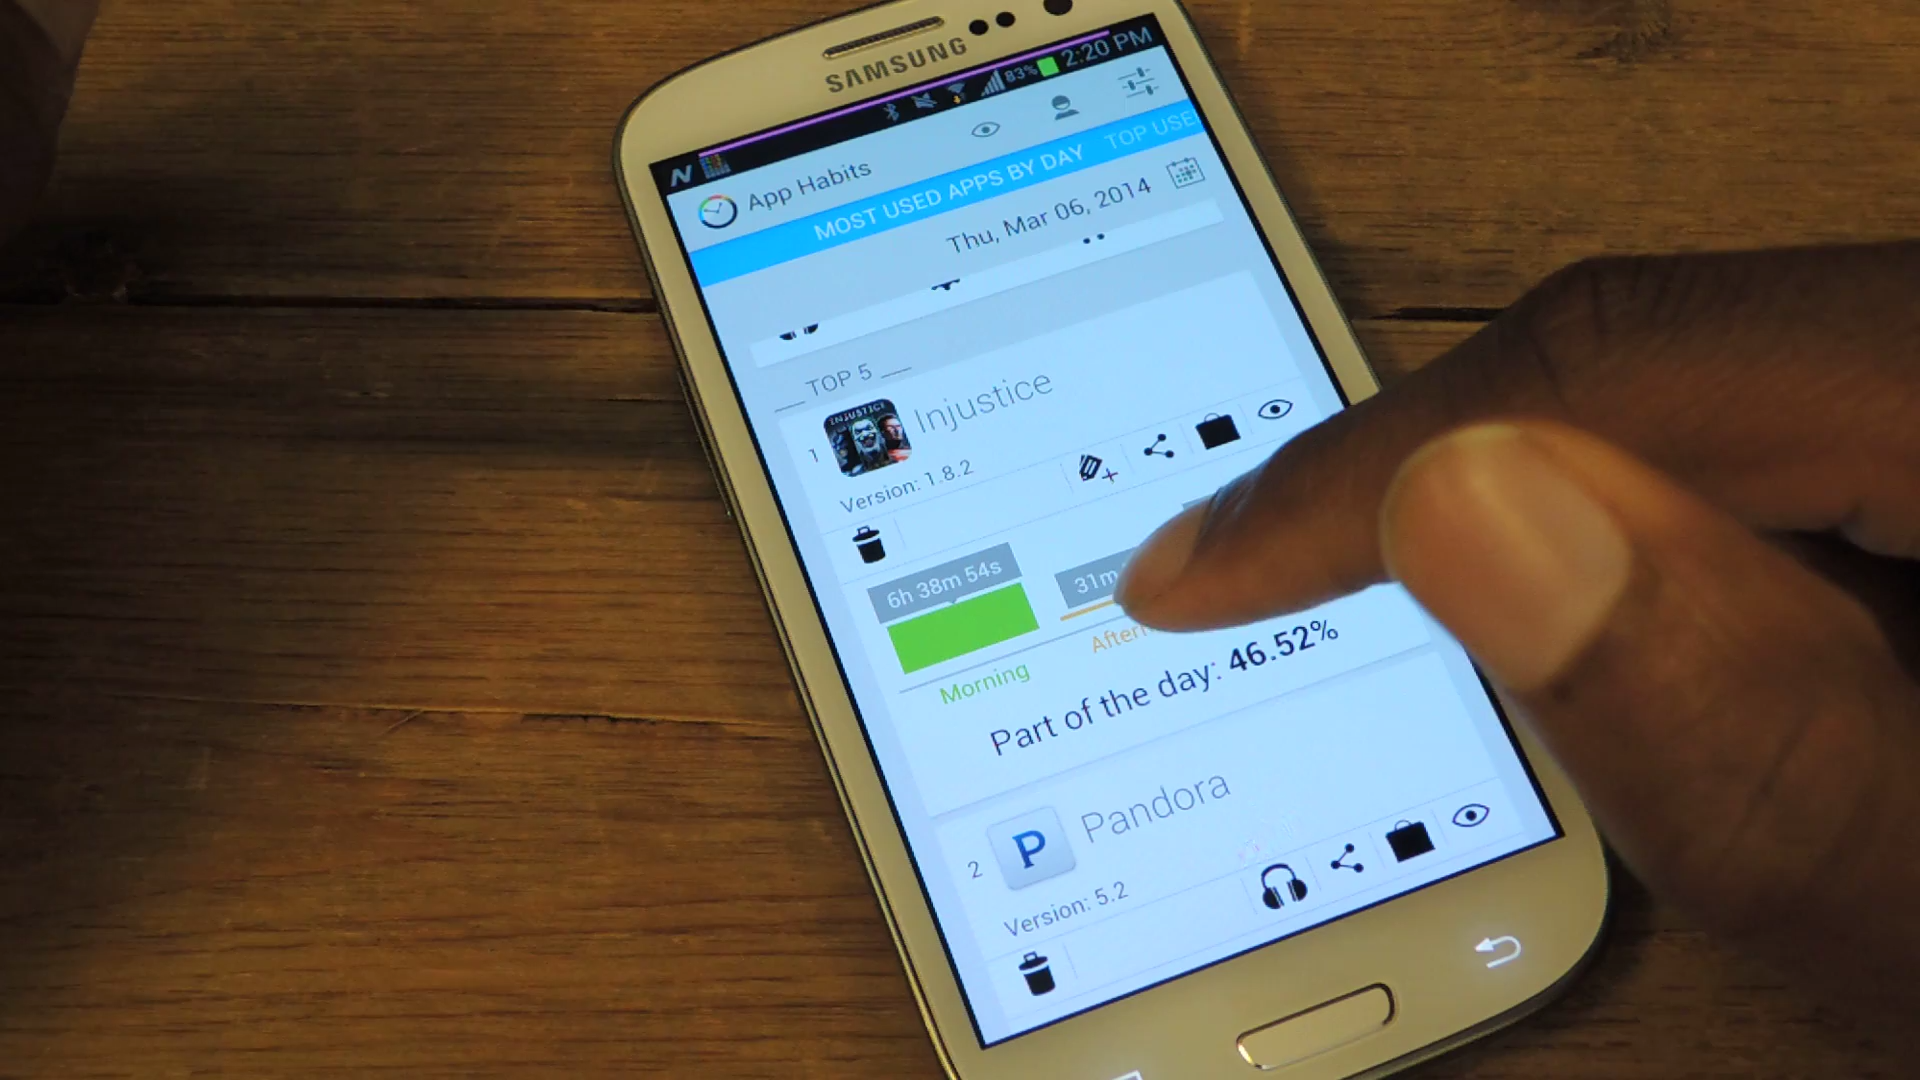 SAMSUNG
83% 2:20 PM
App Habits
MOST USED APPS BY DAY TOP USE
Thu, Mar 06, 2014
TOP 5
1 INJUSTICE Injustice
Version: 1.8.2
6h 38m 54s 31m
Morning Aftern
Part of the day: 46.52%
2 P Pandora
Version: 5.2